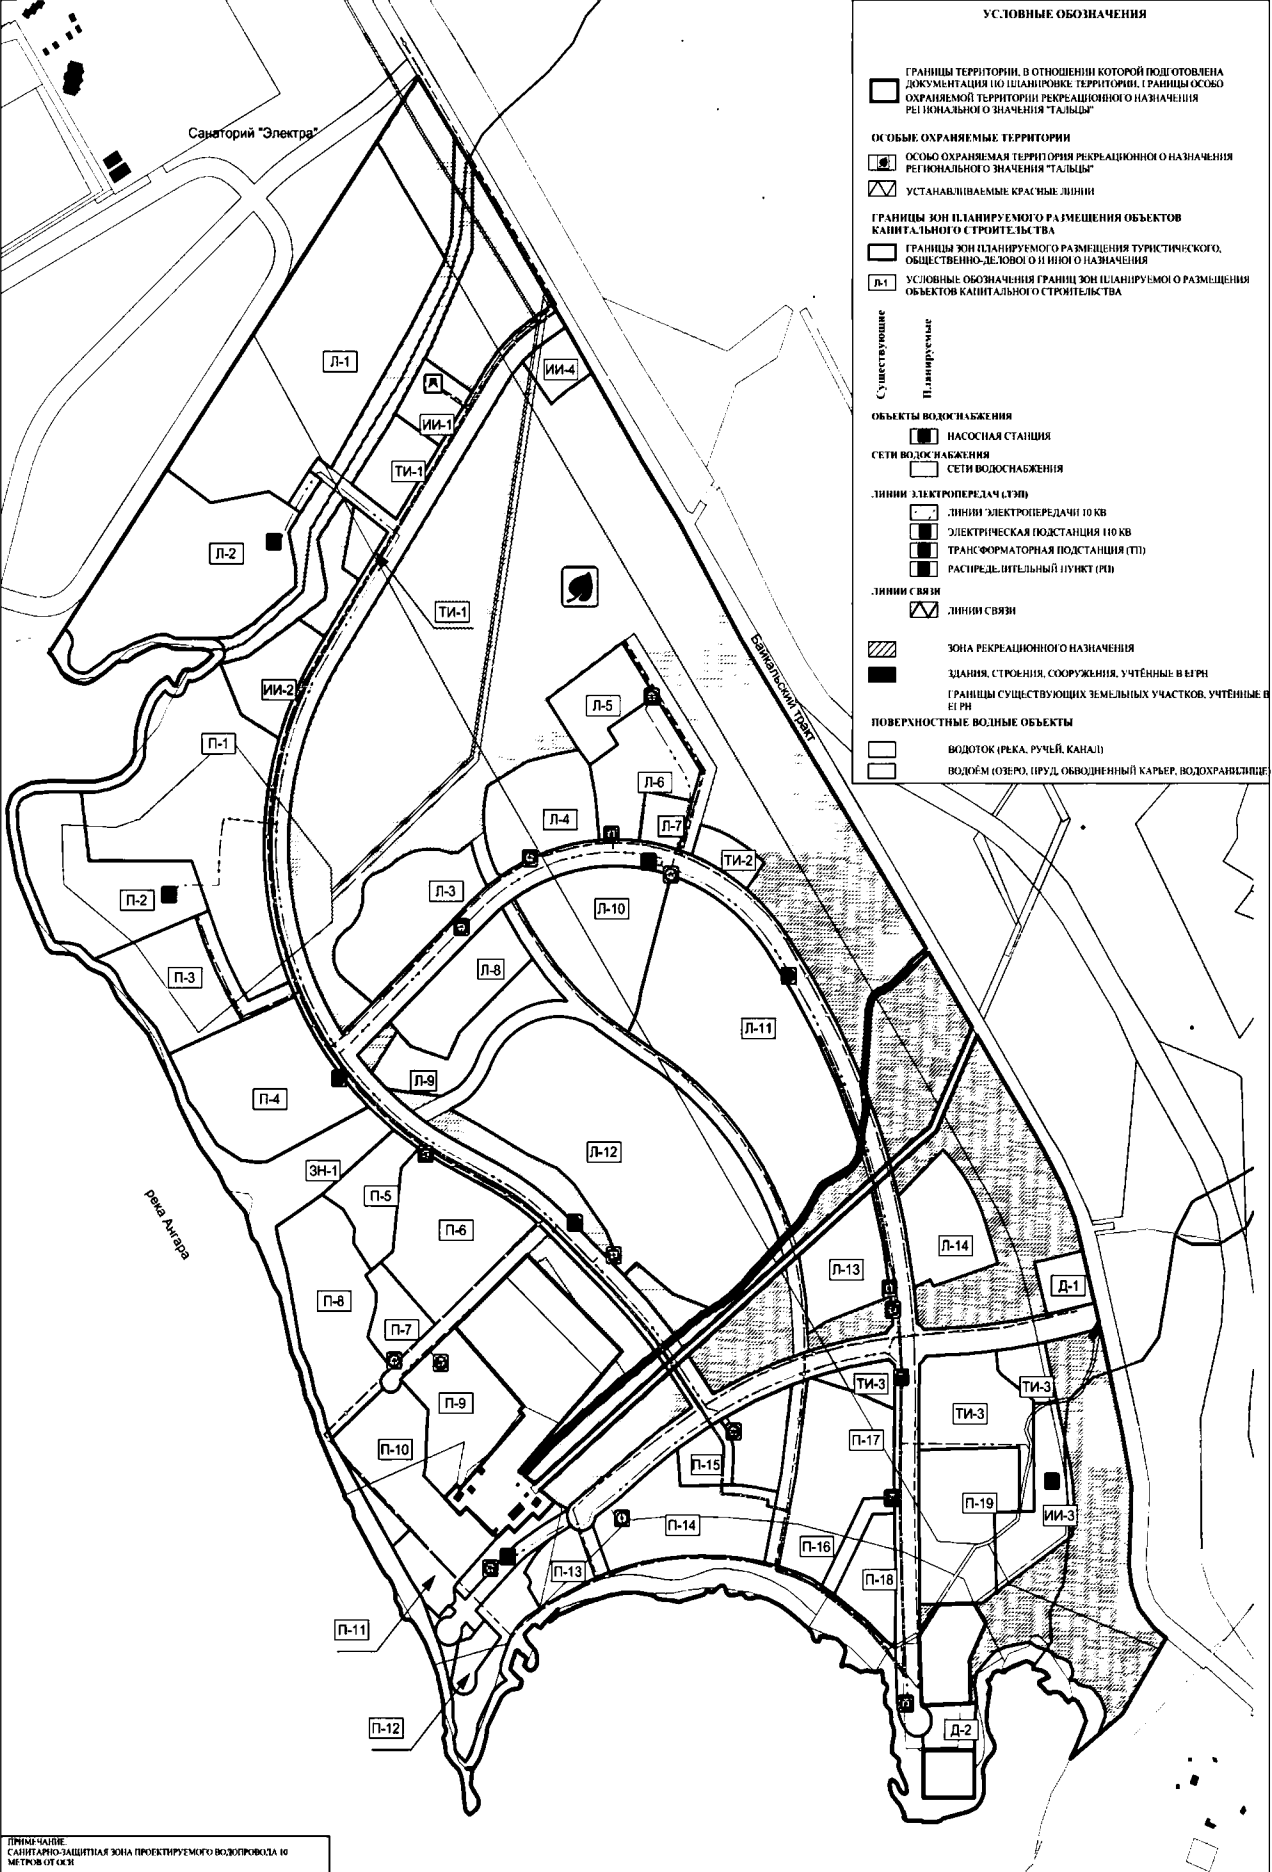 УСЛОВНЫЕ ОБОЗНАЧЕНИЯ
ГРАНИЦЫ ТЕРРИТОРИИ, В ОТНОШЕНИИ КОТОРОЙ ПОДГОТОВЛЕНА
ДОКУМЕНТАЦИЯ ПО ПЛАНИРОВКЕ ТЕРРИТОРИИ, ГРАНИЦЫ ОСОБО
ОХРАНЯЕМОЙ ТЕРРИТОРИИ РЕКРЕАЦИОННОГО НАЗНАЧЕНИЯ
РЕГИОНАЛЬНОГО ЗНАЧЕНИЯ "ТАЛЬЦЫ"
ОСОБЫЕ ОХРАНЯЕМЫЕ ТЕРРИТОРИИ
ОСОБО ОХРАНЯЕМАЯ ТЕРРИТОРИЯ РЕКРЕАЦИОННОГО НАЗНАЧЕНИЯ
РЕГИОНАЛЬНОГО ЗНАЧЕНИЯ "ТАЛЬЦЫ"
УСТАНАВЛИВАЕМЫЕ КРАСНЫЕ ЛИНИИ
ГРАНИЦЫ ЗОН ПЛАНИРУЕМОГО РАЗМЕЩЕНИЯ ОБЪЕКТОВ
КАПИТАЛЬНОГО СТРОИТЕЛЬСТВА
ГРАНИЦЫ ЗОН ПЛАНИРУЕМОГО РАЗМЕЩЕНИЯ ТУРИСТИЧЕСКОГО,
ОБЩЕСТВЕННО-ДЕЛОВОГО И ИНОГО НАЗНАЧЕНИЯ
Л-1 УСЛОВНЫЕ ОБОЗНАЧЕНИЯ ГРАНИЦ ЗОН ПЛАНИРУЕМОГО РАЗМЕЩЕНИЯ
ОБЪЕКТОВ КАПИТАЛЬНОГО СТРОИТЕЛЬСТВА
Существующие
Планируемые
ОБЪЕКТЫ ВОДОСНАБЖЕНИЯ
НАСОСНАЯ СТАНЦИЯ
СЕТИ ВОДОСНАБЖЕНИЯ
СЕТИ ВОДОСНАБЖЕНИЯ
ЛИНИИ ЭЛЕКТРОПЕРЕДАЧ (ЛЭП)
ЛИНИИ ЭЛЕКТРОПЕРЕДАЧИ 10 КВ
ЭЛЕКТРИЧЕСКАЯ ПОДСТАНЦИЯ 110 КВ
ТРАНСФОРМАТОРНАЯ ПОДСТАНЦИЯ (ТП)
РАСПРЕДЕЛИТЕЛЬНЫЙ ПУНКТ (РП)
ЛИНИИ СВЯЗИ
ЛИНИИ СВЯЗИ
ЗОНА РЕКРЕАЦИОННОГО НАЗНАЧЕНИЯ
ЗДАНИЯ, СТРОЕНИЯ, СООРУЖЕНИЯ, УЧТЁННЫЕ В ЕГРН
ГРАНИЦЫ СУЩЕСТВУЮЩИХ ЗЕМЕЛЬНЫХ УЧАСТКОВ, УЧТЁННЫЕ В
ЕГРН
ПОВЕРХНОСТНЫЕ ВОДНЫЕ ОБЪЕКТЫ
ВОДОТОК (РЕКА, РУЧЕЙ, КАНАЛ)
ВОДОЁМ (ОЗЕРО, ПРУД, ОБВОДНЕННЫЙ КАРЬЕР, ВОДОХРАНИЛИЩЕ)
Санаторий "Электра"
Л-1
ИИ-4
ИИ-1
ТИ-1
Л-2
ТИ-1
Байкальский тракт
ИИ-2
Л-5
П-1
Л-6
Л-4
Л-7
ТИ-2
Л-3
П-2
Л-10
Л-8
П-3
Л-11
Л-9
П-4
Л-12
ЗН-1
П-5
река Ангара
П-6
Л-14
Л-13
Д-1
П-8
П-7
ТИ-3
ТИ-3
П-9
ТИ-3
П-17
П-10
П-15
П-19
ИИ-3
П-14
П-16
П-13
П-18
П-11
П-12
Д-2
ПРИМЕЧАНИЕ:
САНИТАРНО-ЗАЩИТНАЯ ЗОНА ПРОЕКТИРУЕМОГО ВОДОПРОВОДА 10
МЕТРОВ ОТ ОСИ